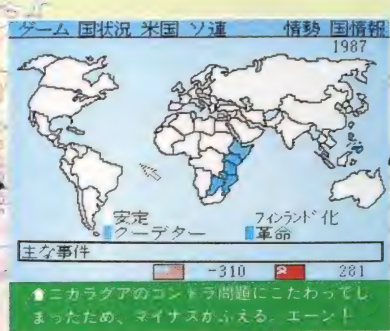 ゲーム 国状況 米国 ソ連 情勢 国情報
1987
安定 フィンランド化
クーデター 革命
主な事件
-310 281
⬆ニカラグアのコントラ問題にこだわってし
まったため、マイナスがふえる。エーン!